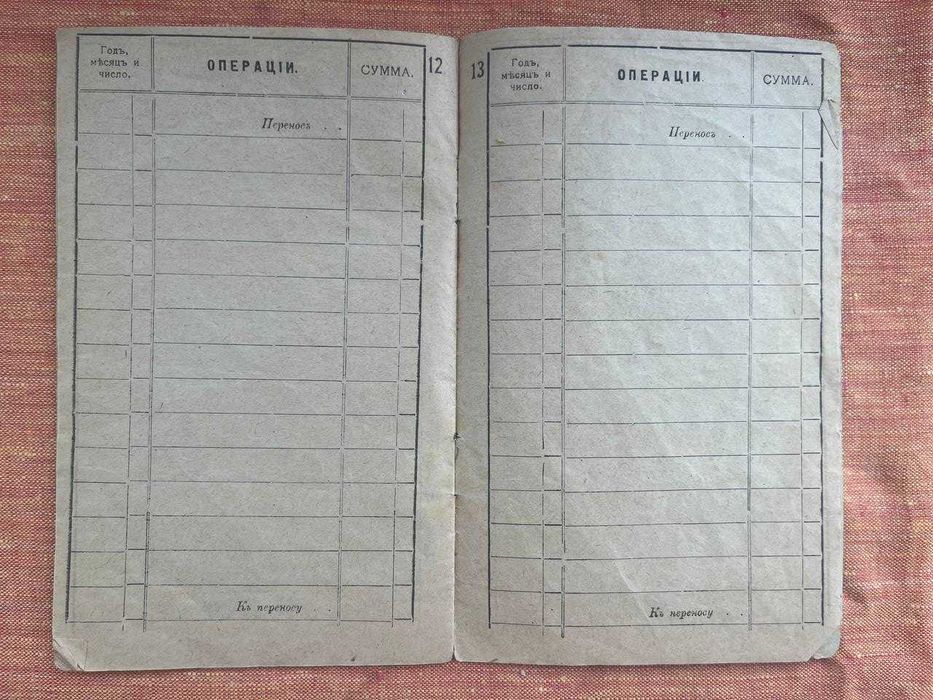 Годъ,
мѣсяцъ и
число.
ОПЕРАЦІИ.
СУММА.
12
Переносъ . .
Къ переносу . .
13
Годъ,
мѣсяцъ и
число.
ОПЕРАЦІИ.
СУММА.
Переносъ . .
Къ переносу . .